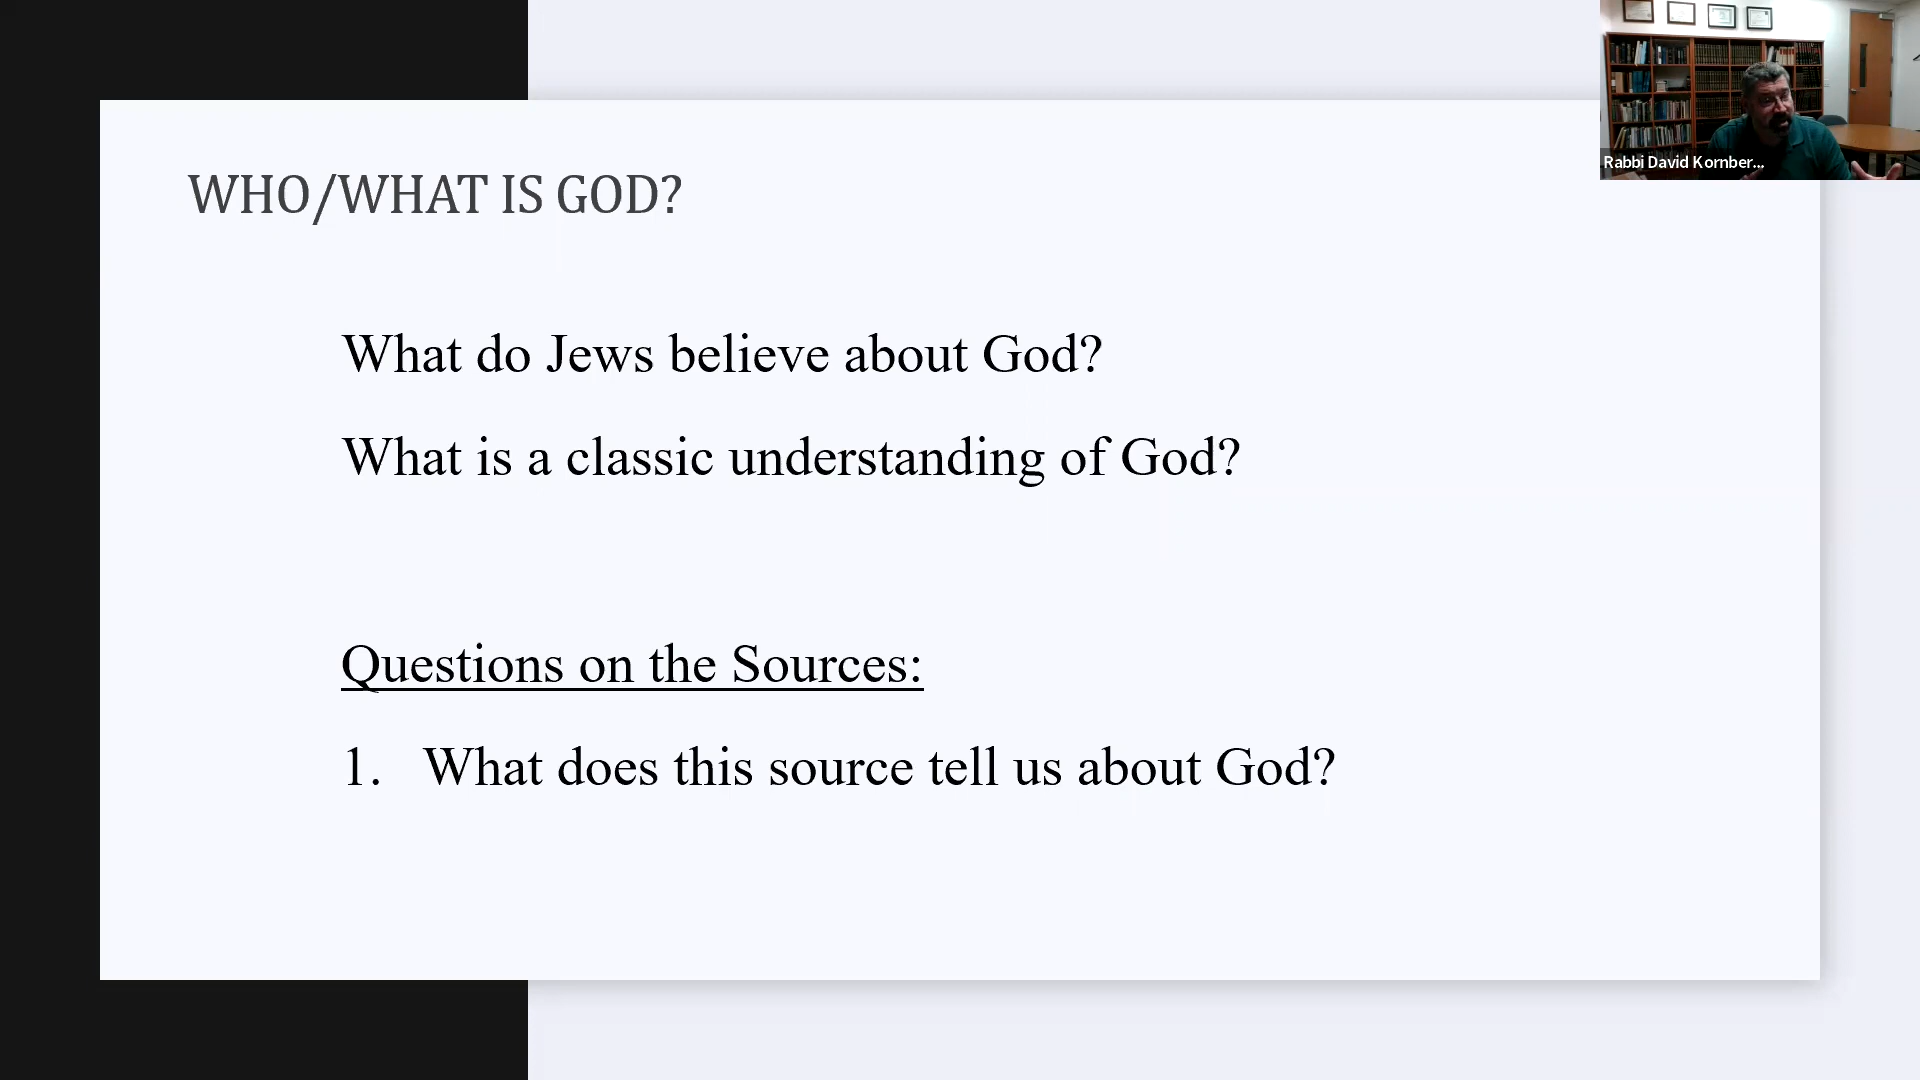 WHO/WHAT IS GOD?
What do Jews believe about God?
What is a classic understanding of God?
Questions on the Sources:
1. What does this source tell us about God?
Rabbi David Kornber...